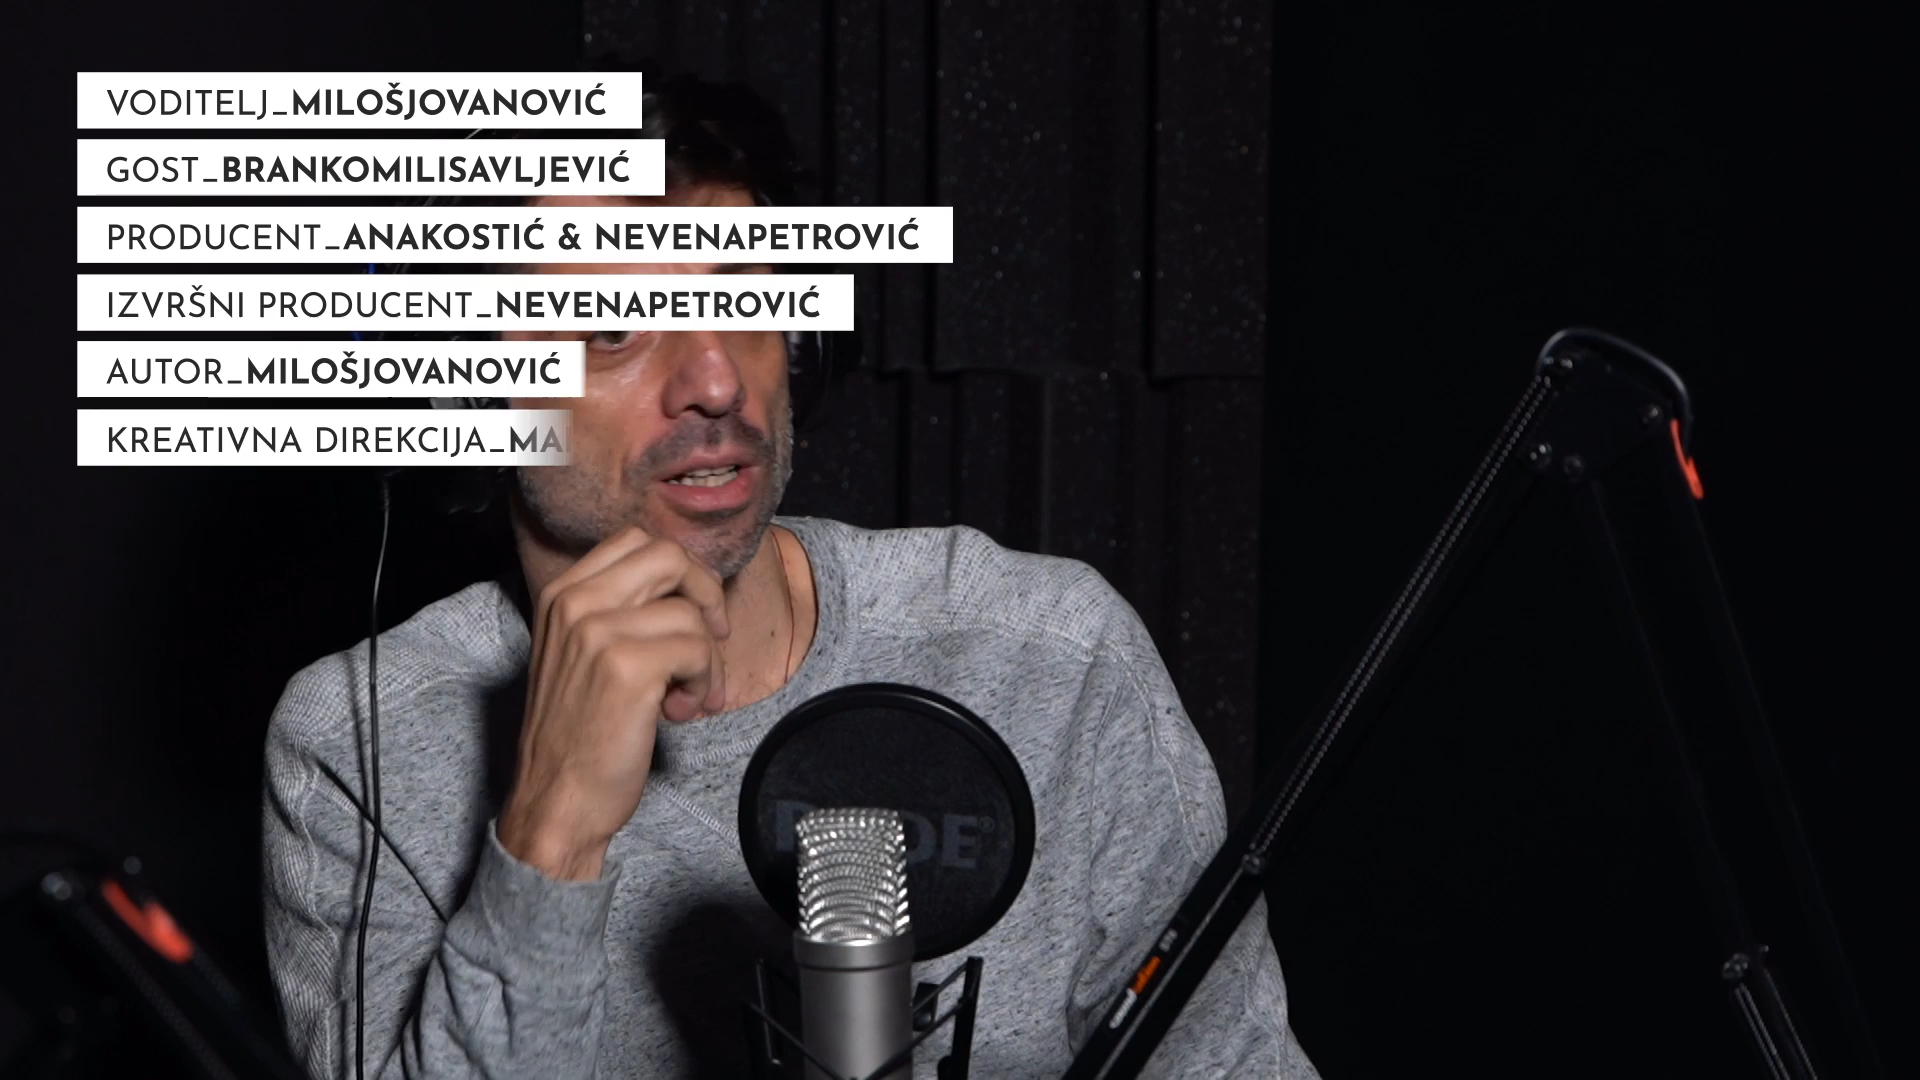 VODITELJ_MILOŠJOVANOVIĆ
GOST_BRANKOMILISAVLJEVIĆ
PRODUCENT_ANAKOSTIĆ & NEVENAPETROVIĆ
IZVRŠNI PRODUCENT_NEVENAPETROVIĆ
AUTOR_MILOŠJOVANOVIĆ
KREATIVNA DIREKCIJA_MA